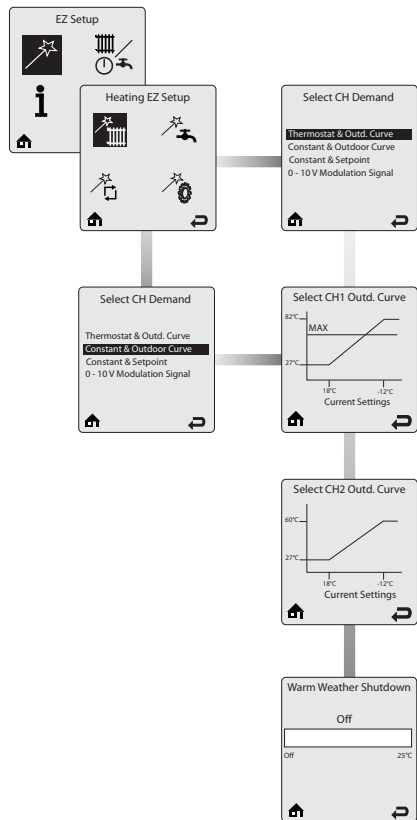 EZ Setup
Heating EZ Setup
Select CH Demand
Thermostat & Outd. Curve
Constant & Outdoor Curve
Constant & Setpoint
0 - 10 V Modulation Signal
Select CH Demand
Thermostat & Outd. Curve
Constant & Outdoor Curve
Constant & Setpoint
0 - 10 V Modulation Signal
Select CH1 Outd. Curve
82°C
MAX
27°C
18°C
-12°C
Current Settings
Select CH2 Outd. Curve
60°C
27°C
18°C
-12°C
Current Settings
Warm Weather Shutdown
Off
Off
25°C